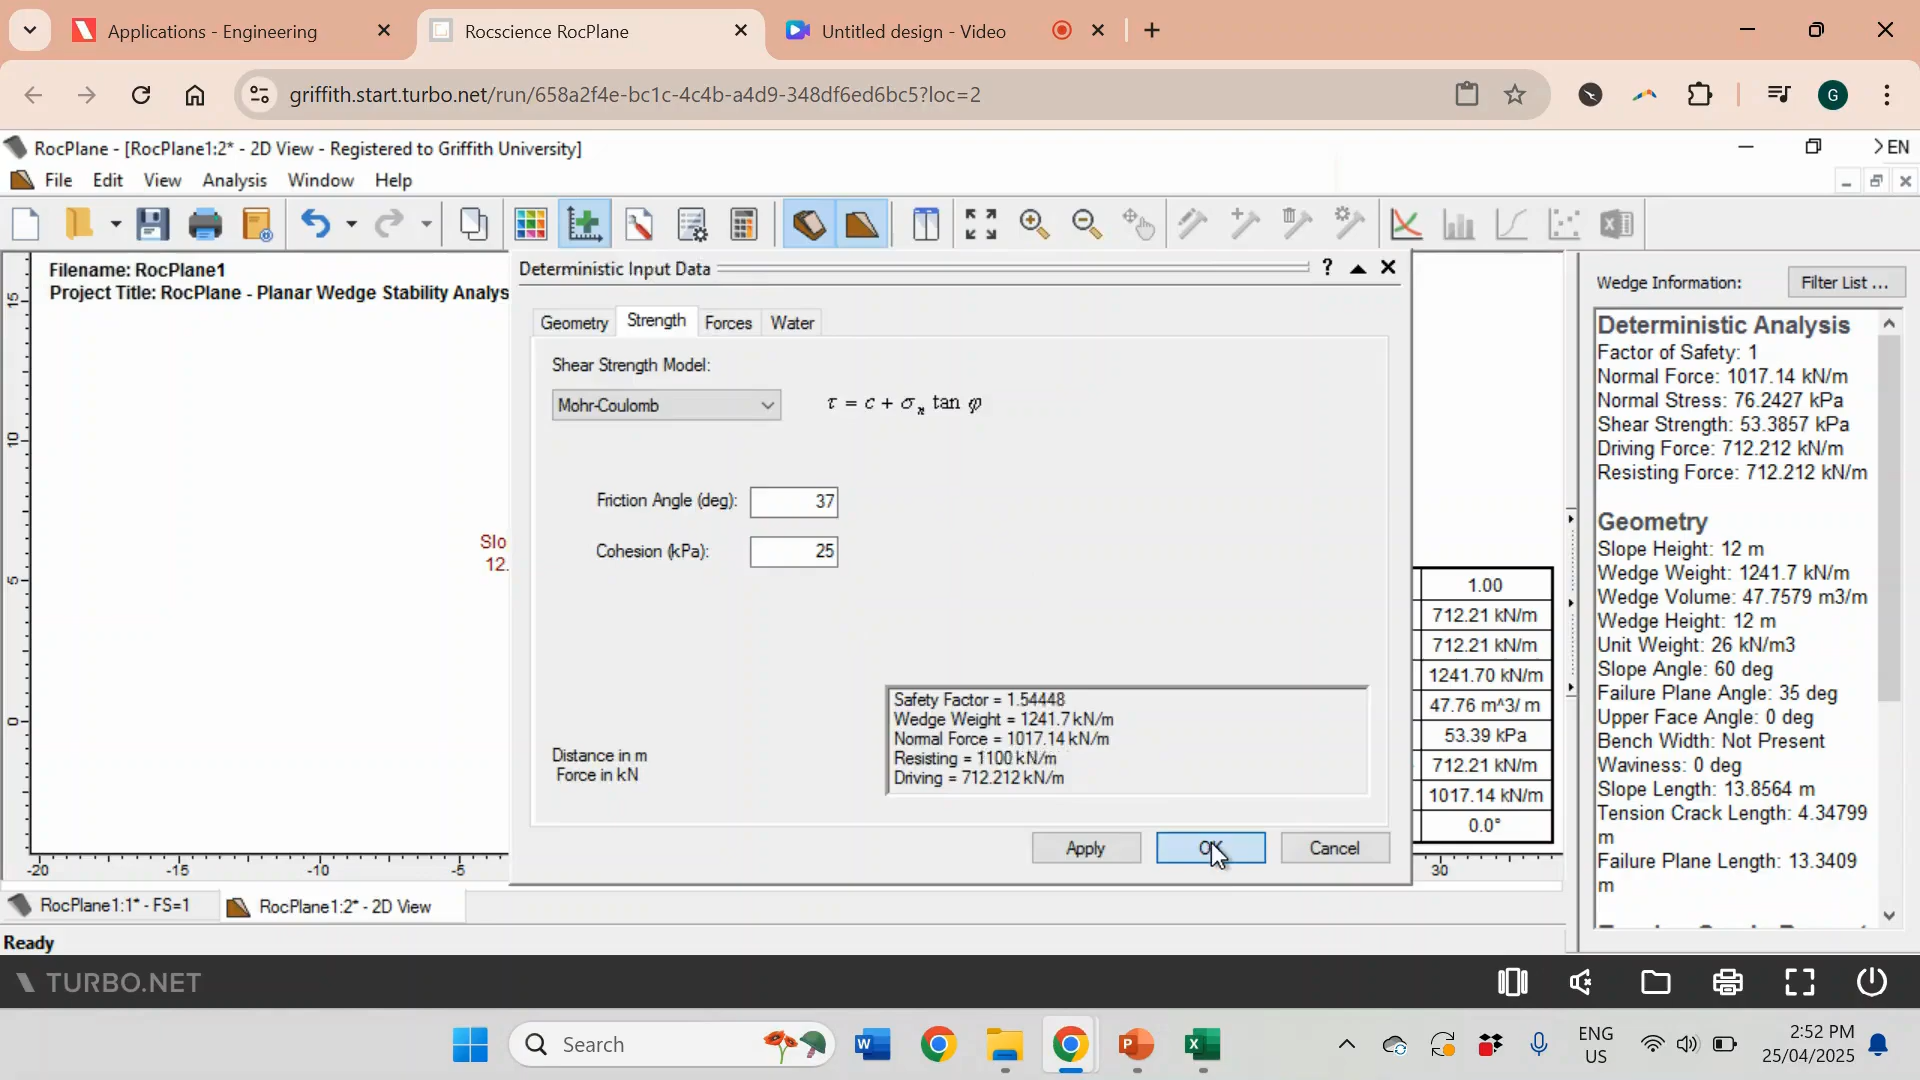 Applications - Engineering
Rocscience RocPlane
Untitled design - Video
griffith.start.turbo.net/run/658a2f4e-bc1c-4c4b-a4d9-348df6ed6bc5?loc=2
G
RocPlane - [RocPlane1:2* - 2D View - Registered to Griffith University]
EN
File Edit View Analysis Window Help
Filename: RocPlane1
Project Title: RocPlane - Planar Wedge Stability Analys
15
10
5
0
Slo
12.
-20 -15 -10 -5 30
Deterministic Input Data
?
Geometry Strength Forces Water
Shear Strength Model:
Mohr-Coulomb
τ = c + σn tan φ
Friction Angle (deg): 37
Cohesion (kPa): 25
Safety Factor = 1.54448
Wedge Weight = 1241.7 kN/m
Normal Force = 1017.14 kN/m
Resisting = 1100 kN/m
Driving = 712.212 kN/m
Distance in m
Force in kN
Apply OK Cancel
1.00
712.21 kN/m
712.21 kN/m
1241.70 kN/m
47.76 m^3/ m
53.39 kPa
712.21 kN/m
1017.14 kN/m
0.0°
Wedge Information: Filter List ...
Deterministic Analysis
Factor of Safety: 1
Normal Force: 1017.14 kN/m
Normal Stress: 76.2427 kPa
Shear Strength: 53.3857 kPa
Driving Force: 712.212 kN/m
Resisting Force: 712.212 kN/m
Geometry
Slope Height: 12 m
Wedge Weight: 1241.7 kN/m
Wedge Volume: 47.7579 m3/m
Wedge Height: 12 m
Unit Weight: 26 kN/m3
Slope Angle: 60 deg
Failure Plane Angle: 35 deg
Upper Face Angle: 0 deg
Bench Width: Not Present
Waviness: 0 deg
Slope Length: 13.8564 m
Tension Crack Length: 4.34799
m
Failure Plane Length: 13.3409
m
RocPlane1:1* - FS=1
RocPlane1:2* - 2D View
Ready
TURBO.NET
Search
ENG
US
2:52 PM
25/04/2025